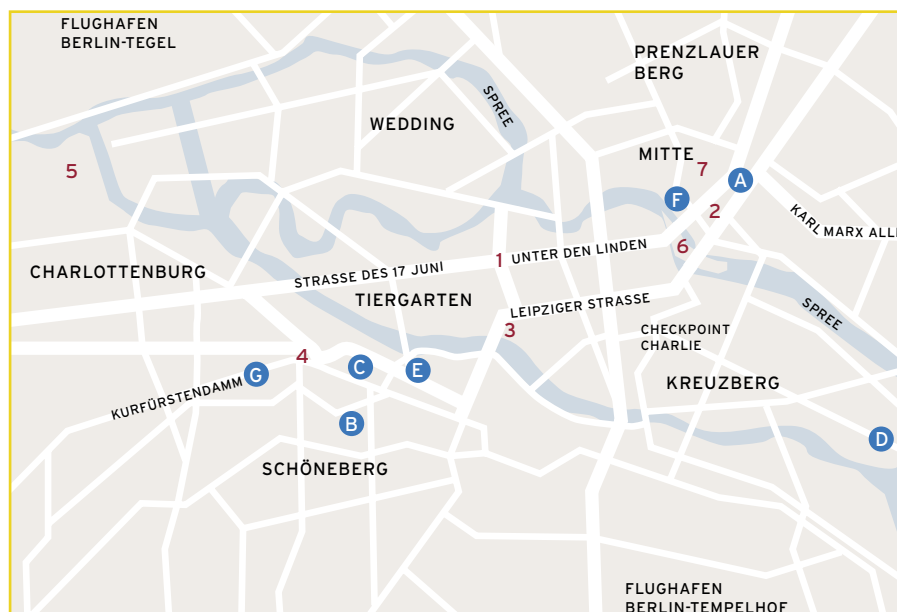 FLUGHAFEN
BERLIN-TEGEL
PRENZLAUER
BERG
SPREE
WEDDING
MITTE
7
5
A
F
2
KARL MARX ALLE
6
1
UNTER DEN LINDEN
CHARLOTTENBURG
STRASSE DES 17 JUNI
TIERGARTEN
LEIPZIGER STRASSE
SPREE
3
CHECKPOINT
CHARLIE
4
C
E
G
KREUZBERG
KURFÜRSTENDAMM
B
D
SCHÖNEBERG
FLUGHAFEN
BERLIN-TEMPELHOF